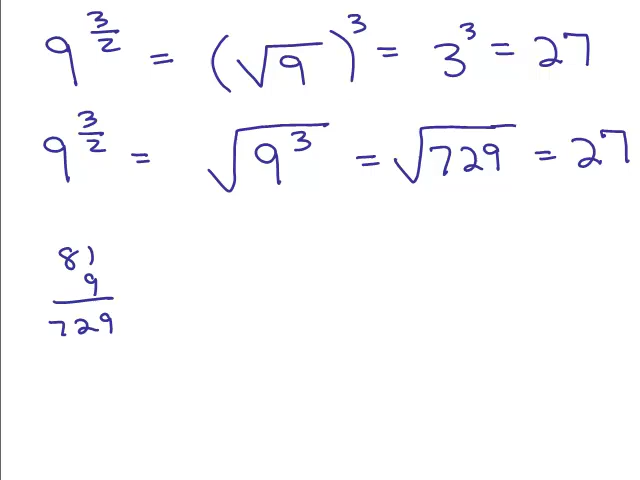 9^(3/2) = (√9)^3 = 3^3 = 27
9^(3/2) = √(9^3) = √729 = 27
81
9
729